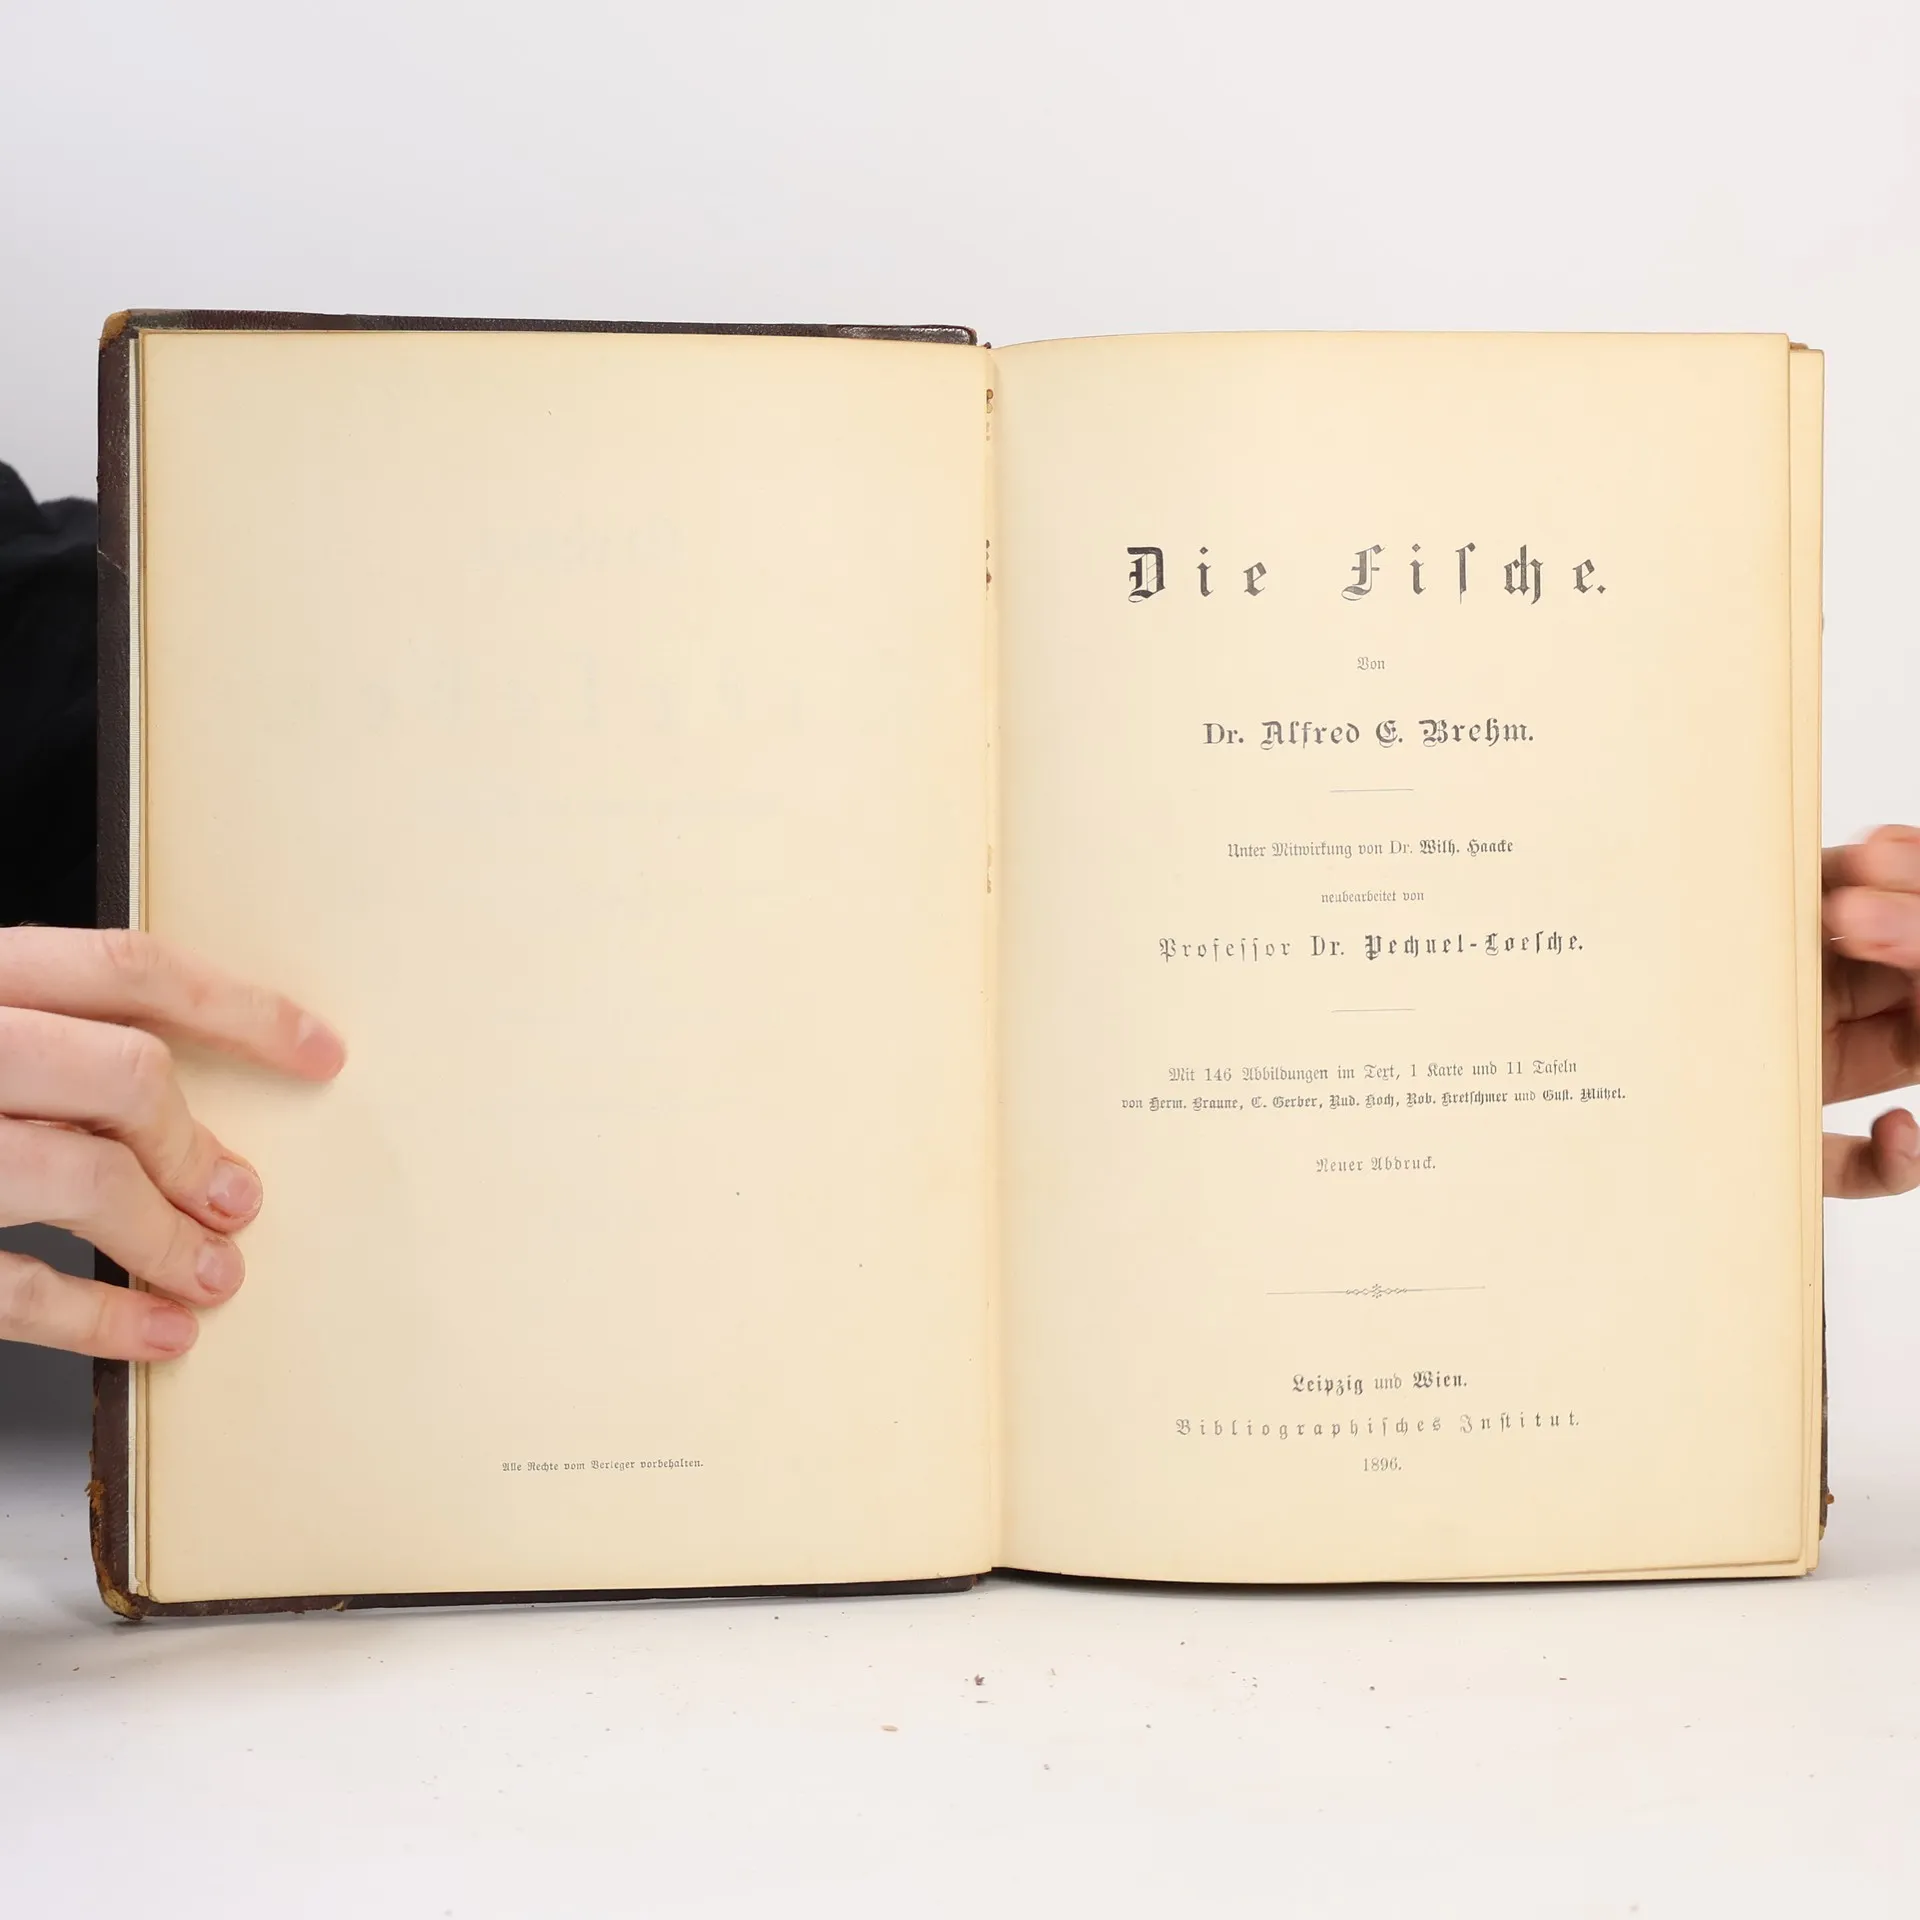 Alle Rechte vom Verleger vorbehalten.
Die Fiſche.
Von
Dr. Alfred E. Brehm.
Unter Mitwirkung von Dr. Wilh. Haacke
neubearbeitet von
Profeſſor Dr. Pechuel-Loeſche.
Mit 146 Abbildungen im Text, 1 Karte und 11 Tafeln
von Herm. Braune, C. Gerber, Rud. Koch, Rob. Kretſchmer und Guſt. Mützel.
Neuer Abdruck.
Leipzig und Wien.
Bibliographiſches Inſtitut.
1896.